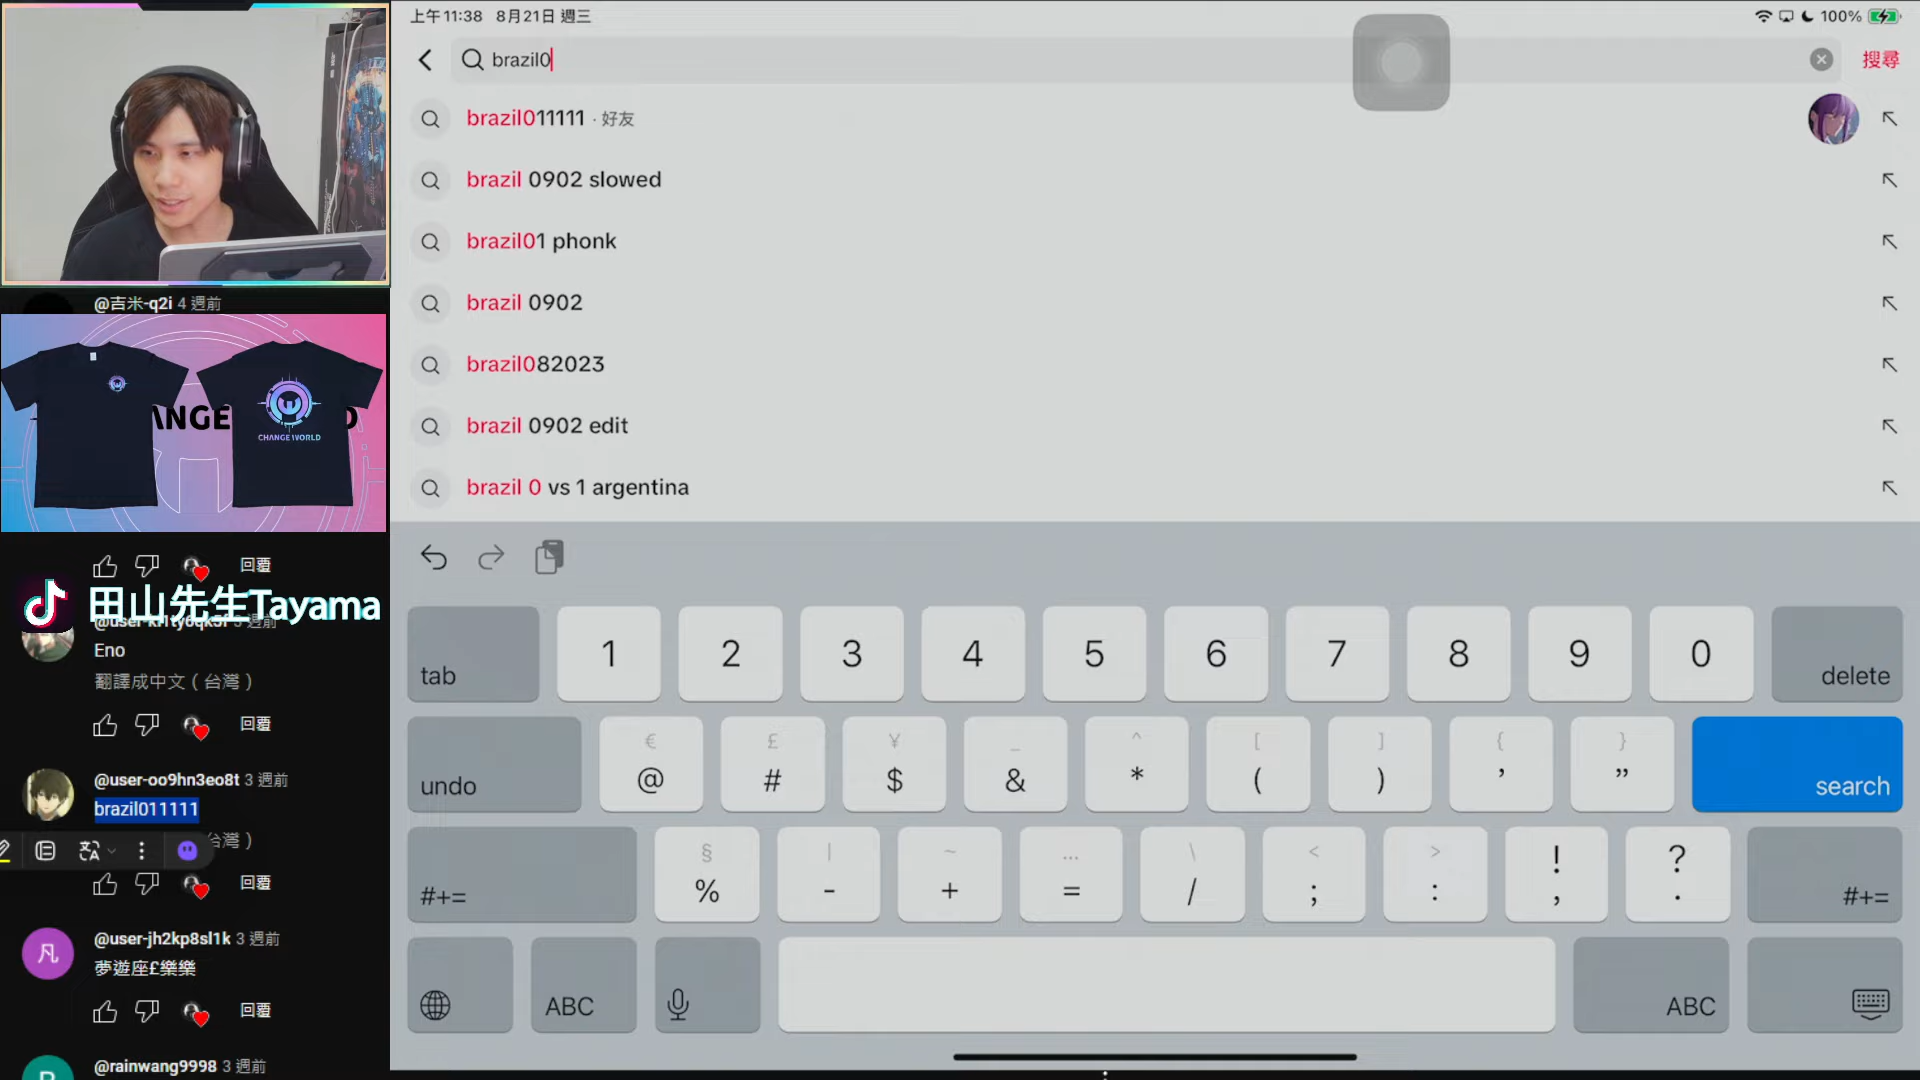 上午11:38 8月21日 週三
100%
brazil0
搜尋
brazil011111 · 好友
brazil 0902 slowed
brazil01 phonk
brazil 0902
brazil082023
brazil 0902 edit
brazil 0 vs 1 argentina
@吉米-q2i 4 週前
CHANGE WORLD
回覆
田山先生Tayama
Eno
翻譯成中文（台灣）
回覆
@user-oo9hn3eo8t 3 週前
brazil011111
台灣）
回覆
@user-jh2kp8sl1k 3 週前
夢遊座£樂樂
回覆
@rainwang9998 3 週前
tab 1 2 3 4 5 6 7 8 9 0 delete
€ £ ¥ _ ^ [ ] { }
undo @ # $ & * ( ) ’ ” search
§ | ~ … \ < > ! ?
#+= % - + = / ; : , . #+=
ABC ABC